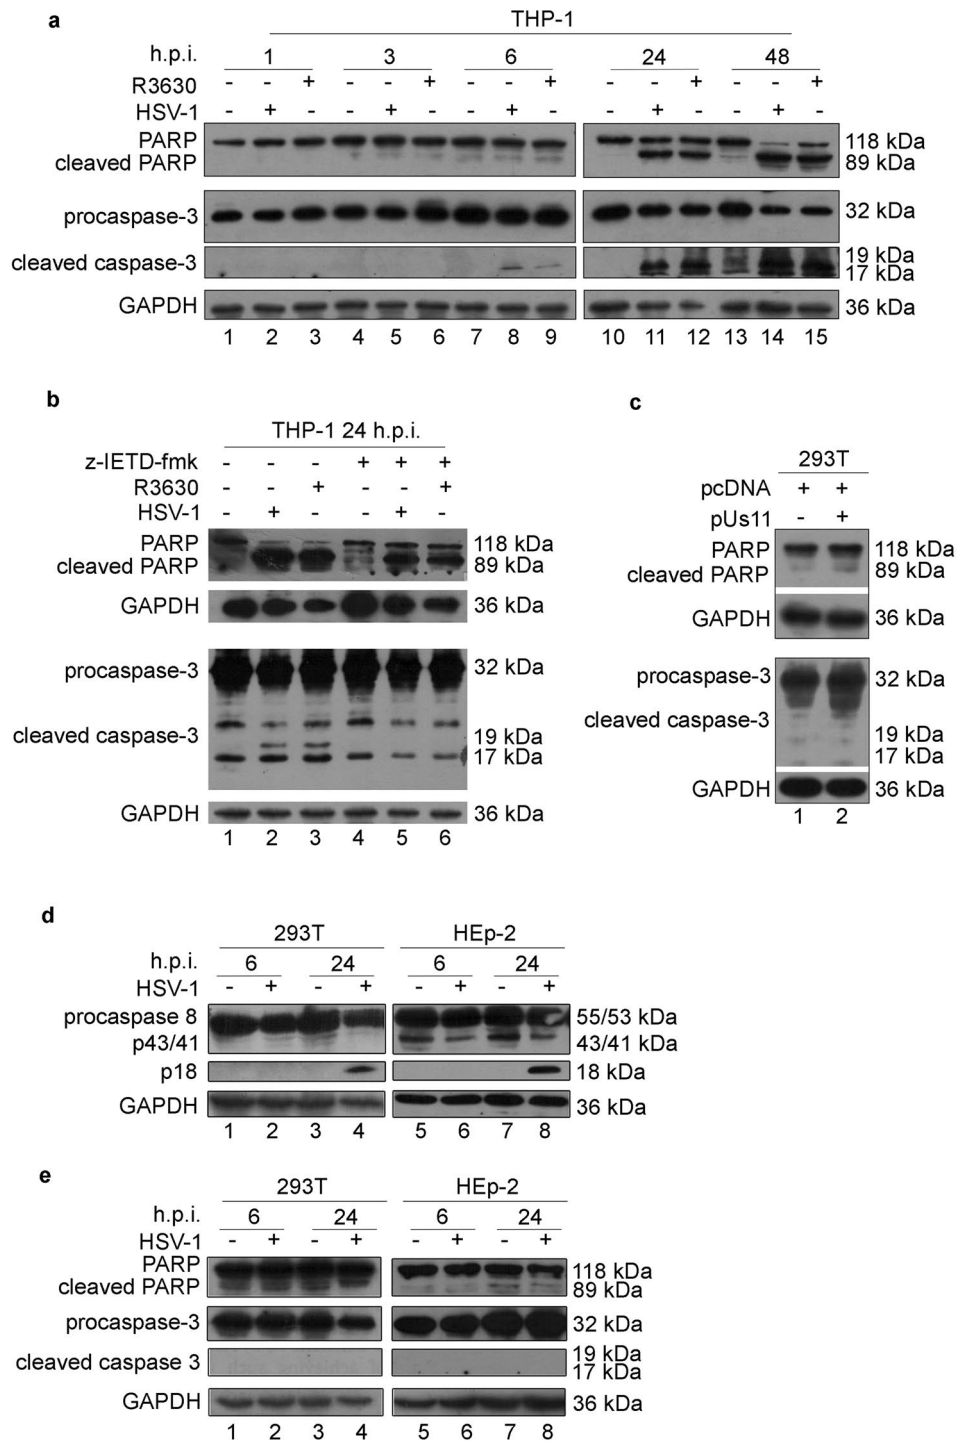 a
THP-1
h.p.i. 1 3 6 24 48
R3630 - - + - - + - - + - - + - - +
HSV-1 - + - - + - - + - - + - - + -
PARP 118 kDa
cleaved PARP 89 kDa
procaspase-3 32 kDa
cleaved caspase-3 19 kDa
17 kDa
GAPDH 36 kDa
1 2 3 4 5 6 7 8 9 10 11 12 13 14 15
b
THP-1 24 h.p.i.
z-IETD-fmk - - - + + +
R3630 - - + - - +
HSV-1 - + - - + -
PARP 118 kDa
cleaved PARP 89 kDa
GAPDH 36 kDa
procaspase-3 32 kDa
cleaved caspase-3 19 kDa
17 kDa
GAPDH 36 kDa
1 2 3 4 5 6
c
293T
pcDNA + +
pUs11 - +
PARP 118 kDa
cleaved PARP 89 kDa
GAPDH 36 kDa
procaspase-3 32 kDa
cleaved caspase-3 19 kDa
17 kDa
GAPDH 36 kDa
1 2
d
293T HEp-2
h.p.i. 6 24 6 24
HSV-1 - + - + - + - +
procaspase 8 55/53 kDa
p43/41 43/41 kDa
p18 18 kDa
GAPDH 36 kDa
1 2 3 4 5 6 7 8
e
293T HEp-2
h.p.i. 6 24 6 24
HSV-1 - + - + - + - +
PARP 118 kDa
cleaved PARP 89 kDa
procaspase-3 32 kDa
cleaved caspase 3 19 kDa
17 kDa
GAPDH 36 kDa
1 2 3 4 5 6 7 8